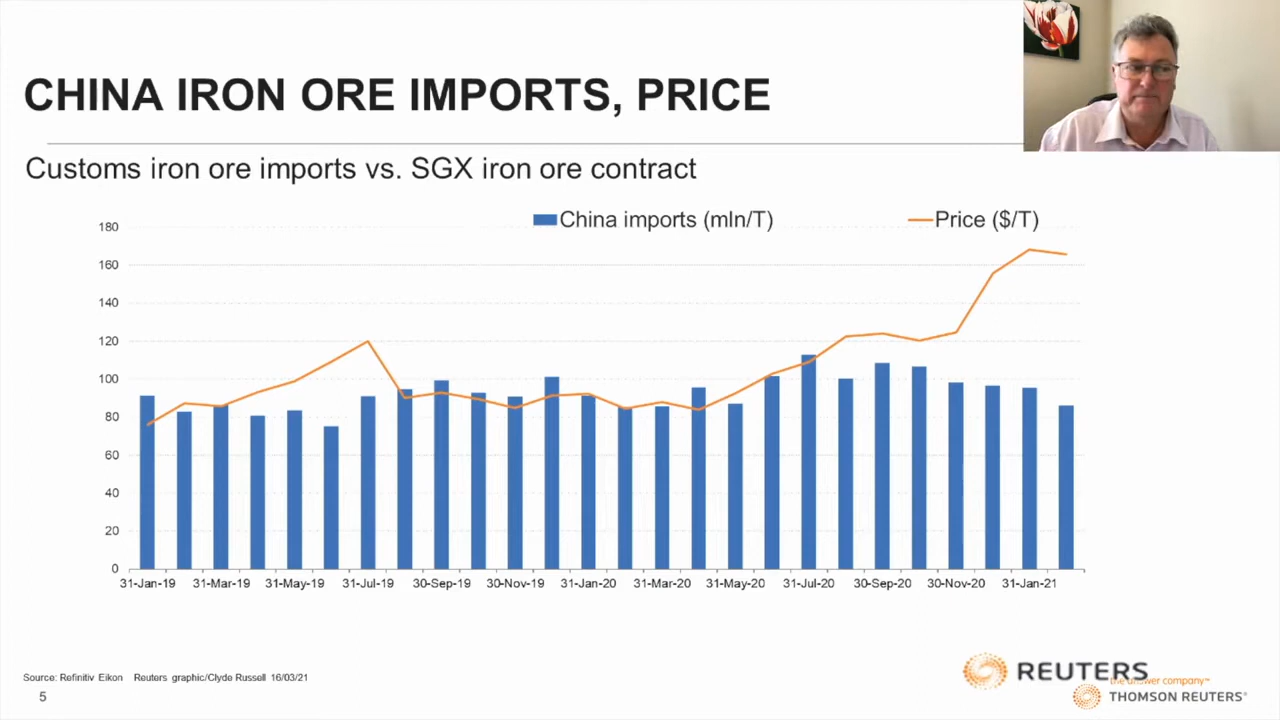 CHINA IRON ORE IMPORTS, PRICE
Customs iron ore imports vs. SGX iron ore contract
China imports (mln/T) Price ($/T)
180
160
140
120
100
80
60
40
20
0
31-Jan-19 31-Mar-19 31-May-19 31-Jul-19 30-Sep-19 30-Nov-19 31-Jan-20 31-Mar-20 31-May-20 31-Jul-20 30-Sep-20 30-Nov-20 31-Jan-21
Source: Refinitiv Eikon Reuters graphic/Clyde Russell 16/03/21
5
REUTERS
the answer company™
THOMSON REUTERS®